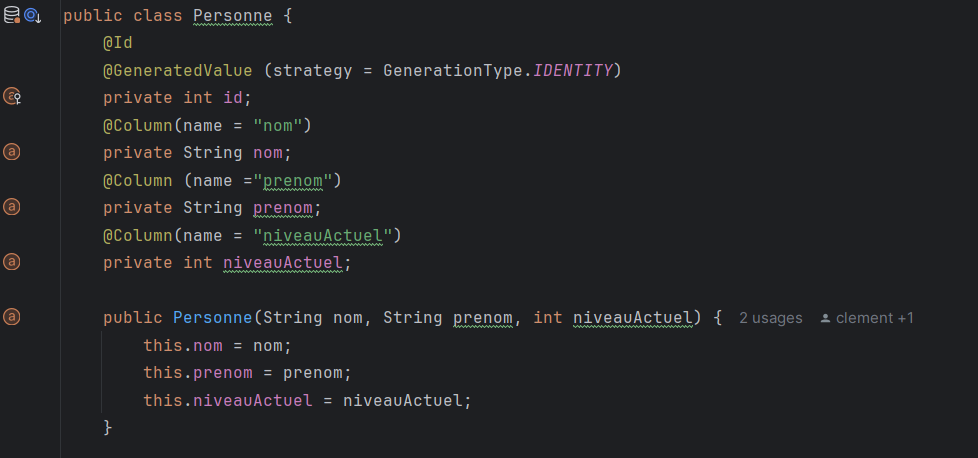 public class Personne {
@Id
@GeneratedValue (strategy = GenerationType.IDENTITY)
private int id;
@Column(name = "nom")
private String nom;
@Column (name ="prenom")
private String prenom;
@Column(name = "niveauActuel")
private int niveauActuel;
public Personne(String nom, String prenom, int niveauActuel) { 2 usages clement +1
this.nom = nom;
this.prenom = prenom;
this.niveauActuel = niveauActuel;
}